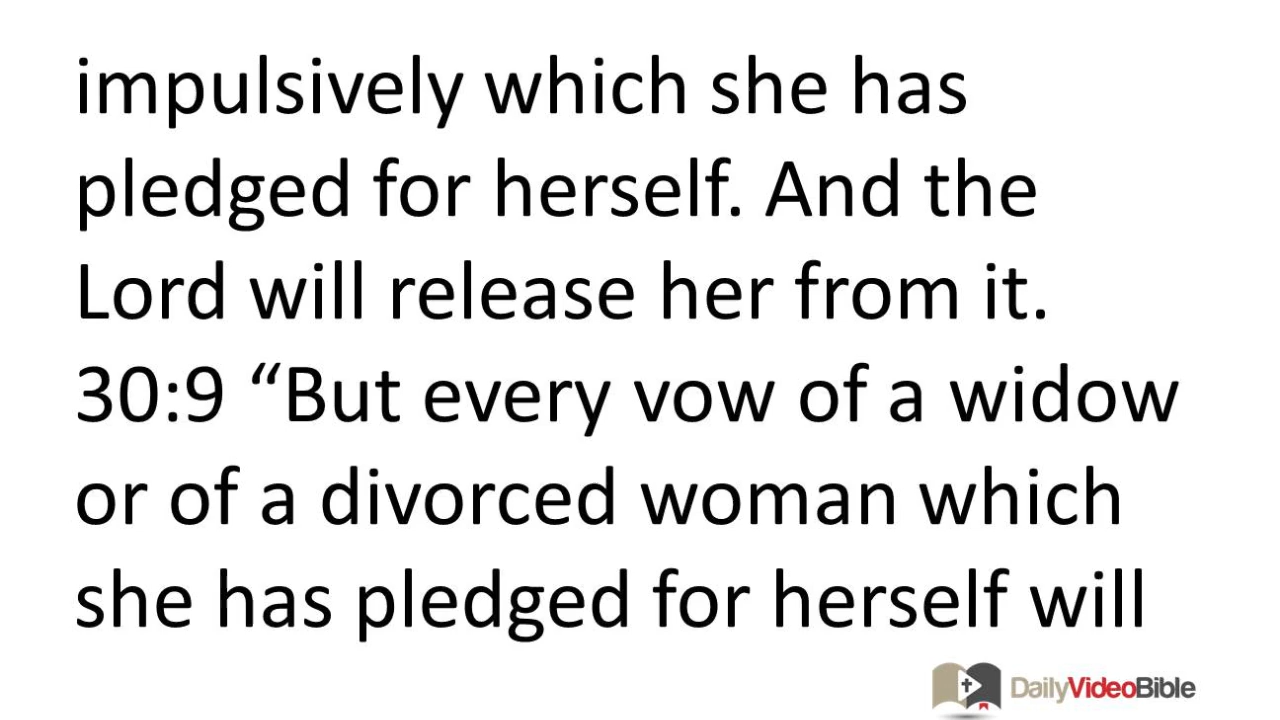 impulsively which she has
pledged for herself. And the
Lord will release her from it.
30:9 “But every vow of a widow
or of a divorced woman which
she has pledged for herself will
DailyVideoBible